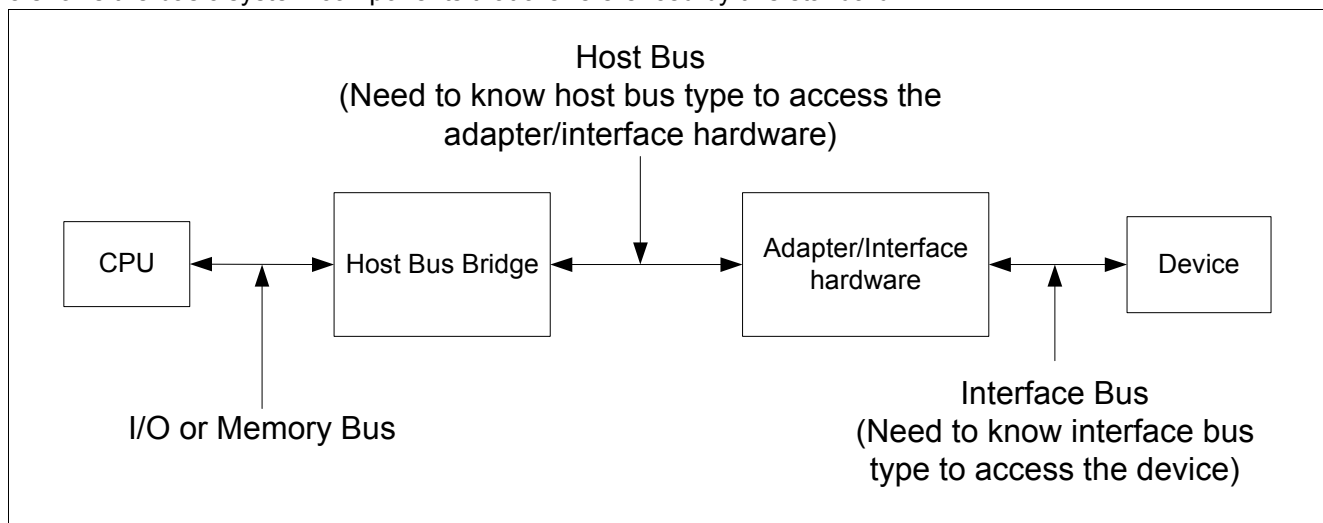 Host Bus
(Need to know host bus type to access the
adapter/interface hardware)
CPU
Host Bus Bridge
Adapter/Interface
hardware
Device
I/O or Memory Bus
Interface Bus
(Need to know interface bus
type to access the device)